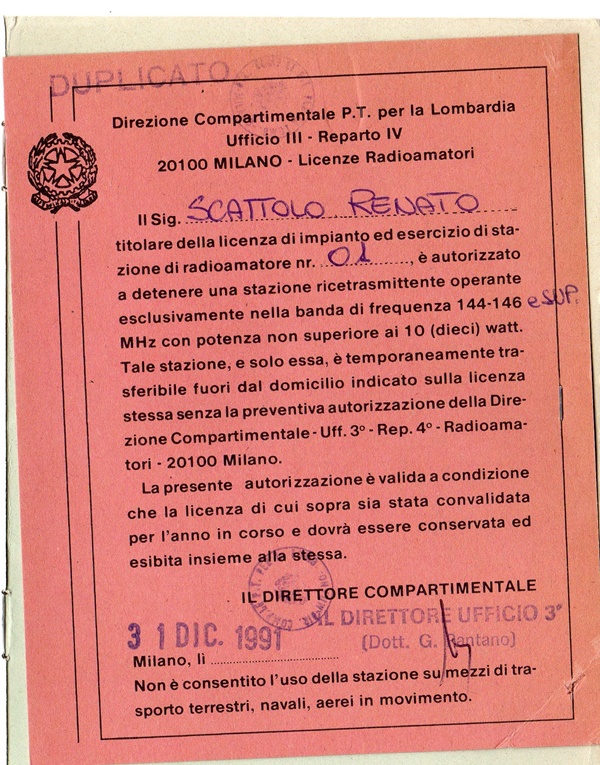 DUPLICATO
Direzione Compartimentale P.T. per la Lombardia
Ufficio III - Reparto IV
20100 MILANO - Licenze Radioamatori
Il Sig. SCATTOLO RENATO
titolare della licenza di impianto ed esercizio di sta-
zione di radioamatore nr. 01, è autorizzato
a detenere una stazione ricetrasmittente operante
esclusivamente nella banda di frequenza 144-146 e SUP.
MHz con potenza non superiore ai 10 (dieci) watt.
Tale stazione, e solo essa, è temporaneamente tra-
sferibile fuori dal domicilio indicato sulla licenza
stessa senza la preventiva autorizzazione della Dire-
zione Compartimentale - Uff. 3º - Rep. 4º - Radioama-
tori - 20100 Milano.
La presente autorizzazione è valida a condizione
che la licenza di cui sopra sia stata convalidata
per l'anno in corso e dovrà essere conservata ed
esibita insieme alla stessa.
IL DIRETTORE COMPARTIMENTALE
IL DIRETTORE UFFICIO 3°
(Dott. G. Santano)
31 DIC. 1991
Milano, lì
Non è consentito l'uso della stazione su mezzi di tra-
sporto terrestri, navali, aerei in movimento.